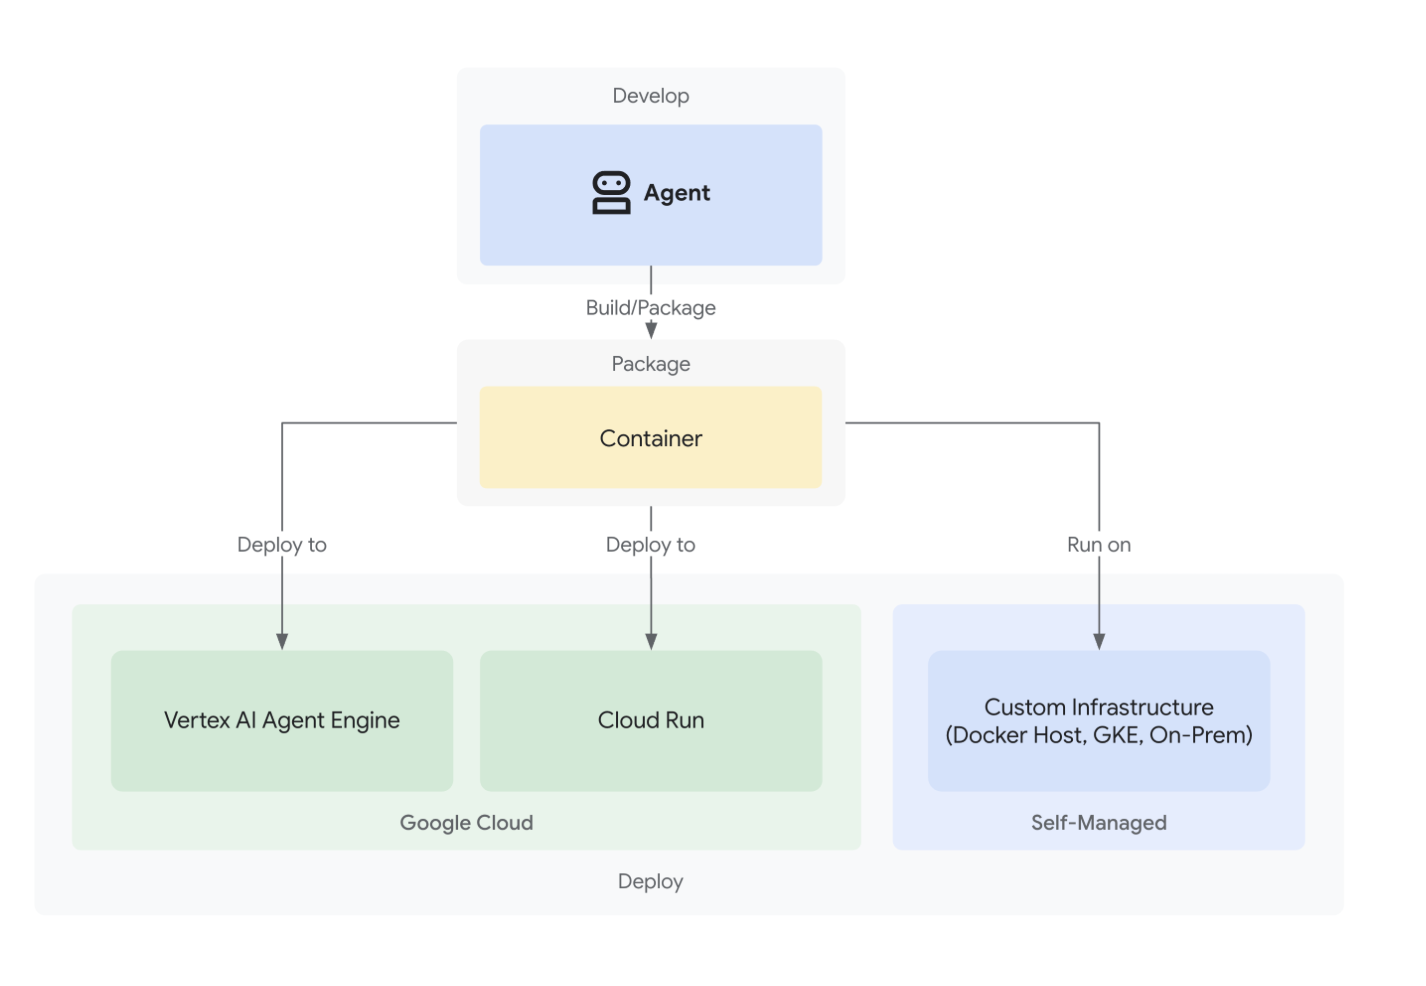 Develop
Agent
Build/Package
Package
Container
Deploy to
Deploy to
Run on
Vertex AI Agent Engine
Cloud Run
Custom Infrastructure
(Docker Host, GKE, On-Prem)
Google Cloud
Self-Managed
Deploy